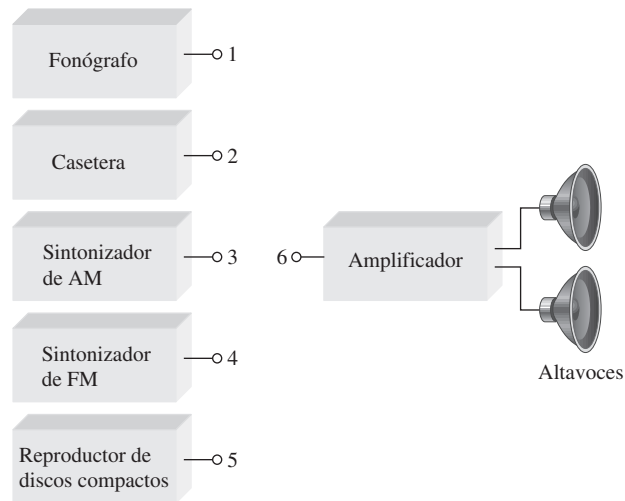 Fonógrafo
1
Casetera
2
Sintonizador
de AM
3
6
Amplificador
Sintonizador
de FM
4
Altavoces
Reproductor de
discos compactos
5